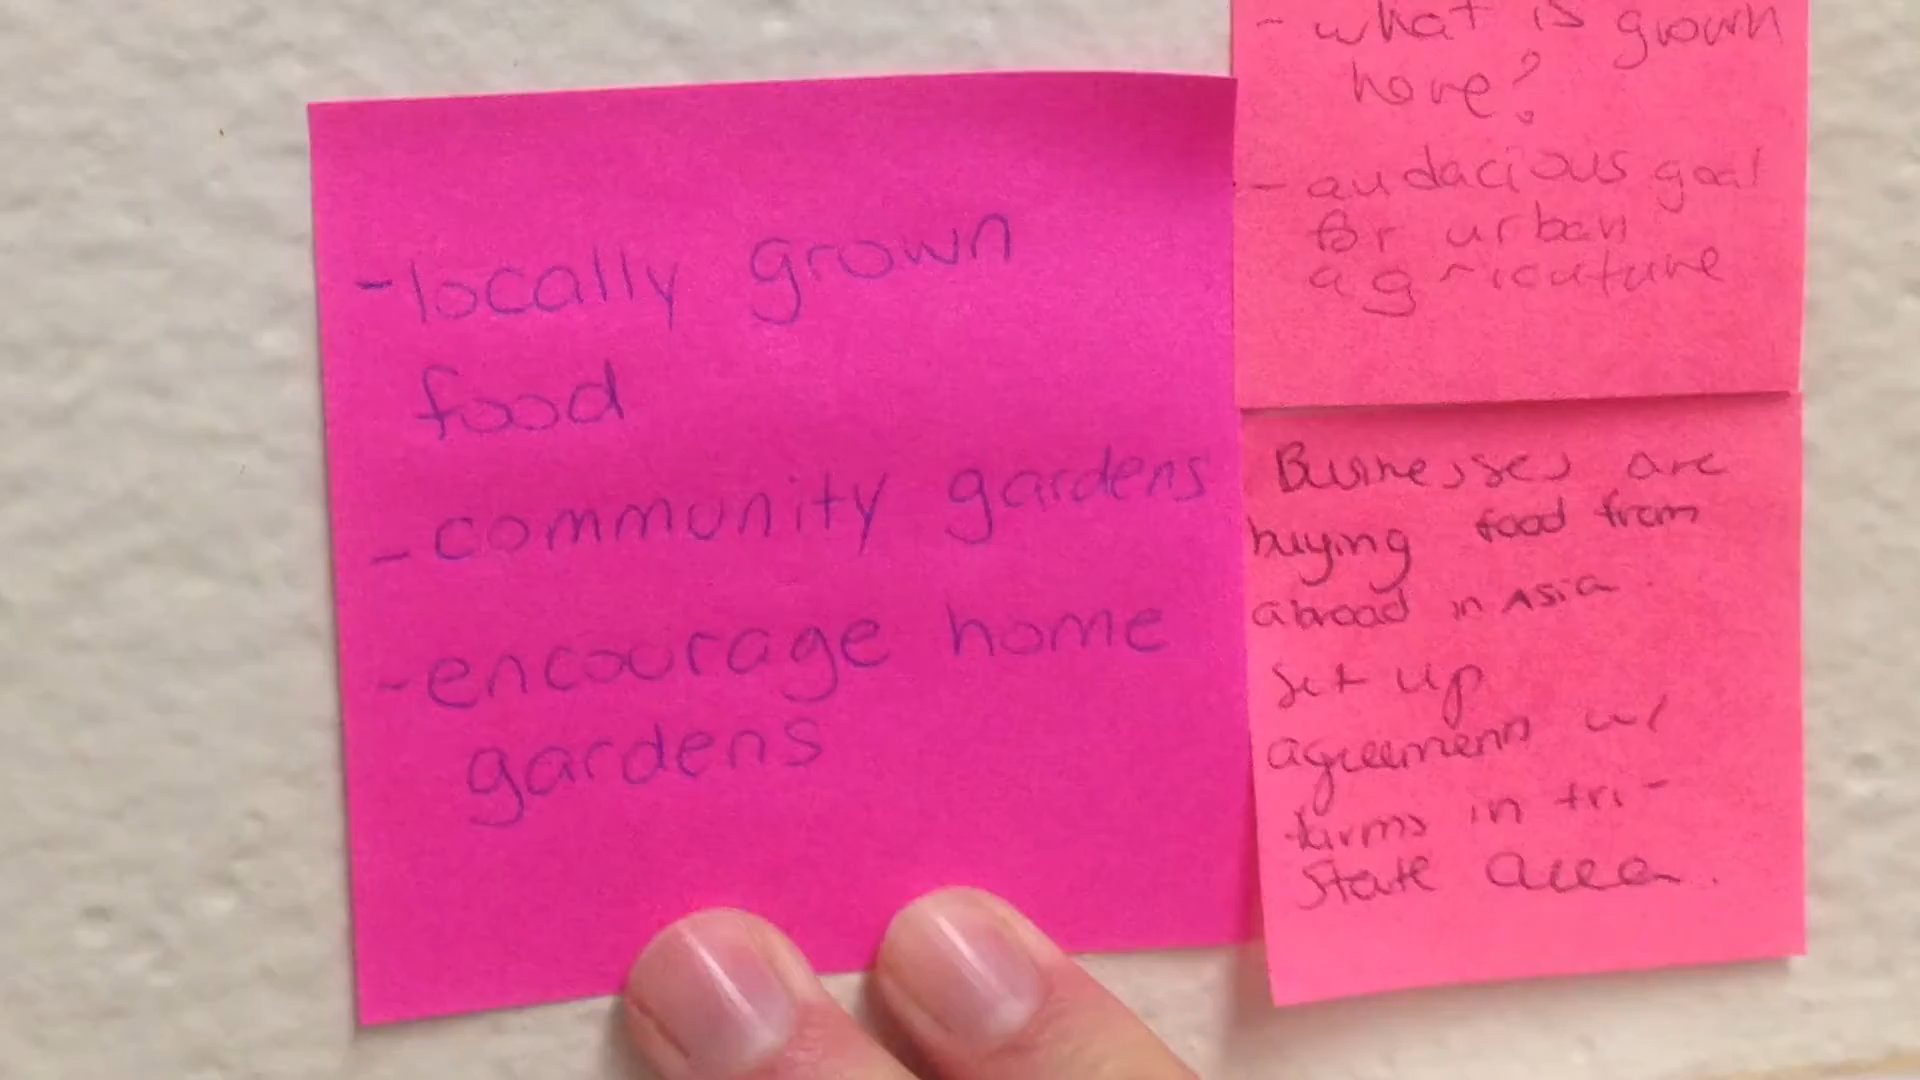 - locally grown
food
- community gardens
- encourage home
gardens
- what is grown
here?
- audacious goal
for urban
agricuture
Businesses are
buying food from
abroad in Asia.
Set up
agreements w/
farms in tri-
State area.